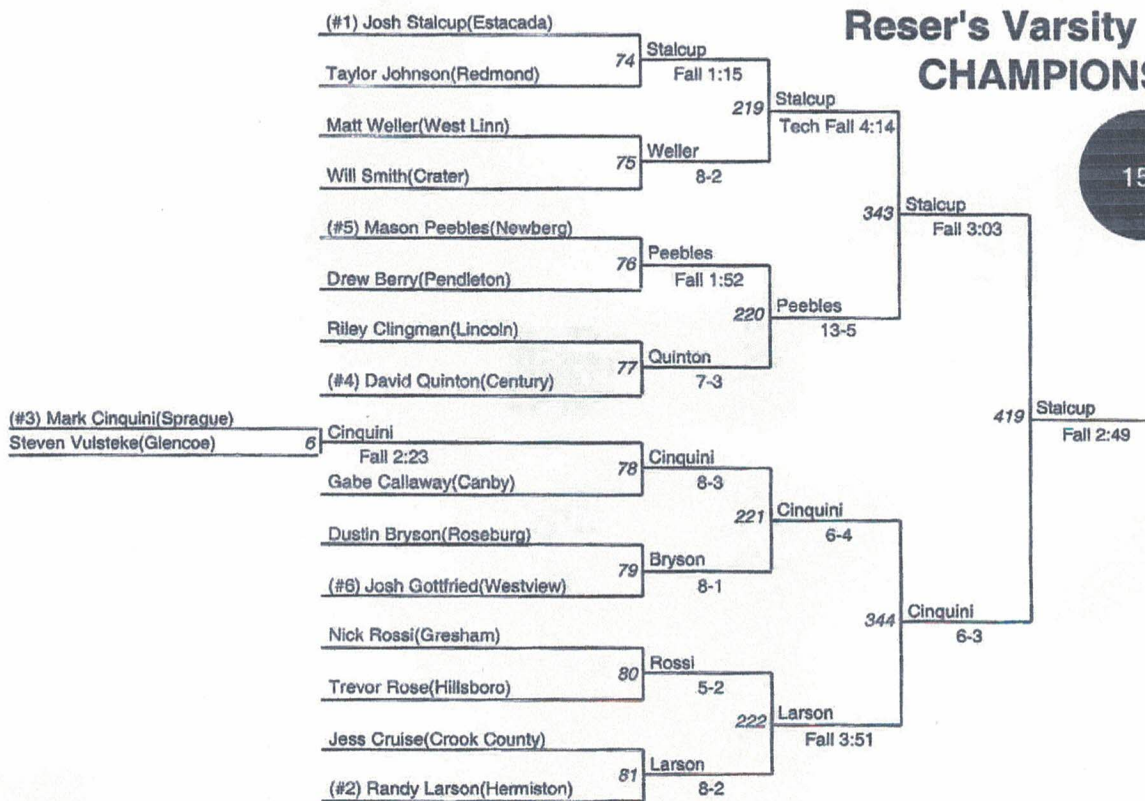 Reser's Varsity
CHAMPIONS
15
(#1) Josh Stalcup(Estacada)
74 Stalcup
Fall 1:15
Taylor Johnson(Redmond)
219 Stalcup
Tech Fall 4:14
Matt Weller(West Linn)
75 Weller
8-2
Will Smith(Crater)
343 Stalcup
Fall 3:03
(#5) Mason Peebles(Newberg)
76 Peebles
Fall 1:52
Drew Berry(Pendleton)
220 Peebles
13-5
Riley Clingman(Lincoln)
77 Quinton
7-3
(#4) David Quinton(Century)
419 Stalcup
Fall 2:49
(#3) Mark Cinquini(Sprague)
Steven Vulsteke(Glencoe)
6 Cinquini
Fall 2:23
78 Cinquini
8-3
Gabe Callaway(Canby)
221 Cinquini
6-4
Dustin Bryson(Roseburg)
79 Bryson
8-1
(#6) Josh Gottfried(Westview)
344 Cinquini
6-3
Nick Rossi(Gresham)
80 Rossi
5-2
Trevor Rose(Hillsboro)
222 Larson
Fall 3:51
Jess Cruise(Crook County)
81 Larson
8-2
(#2) Randy Larson(Hermiston)